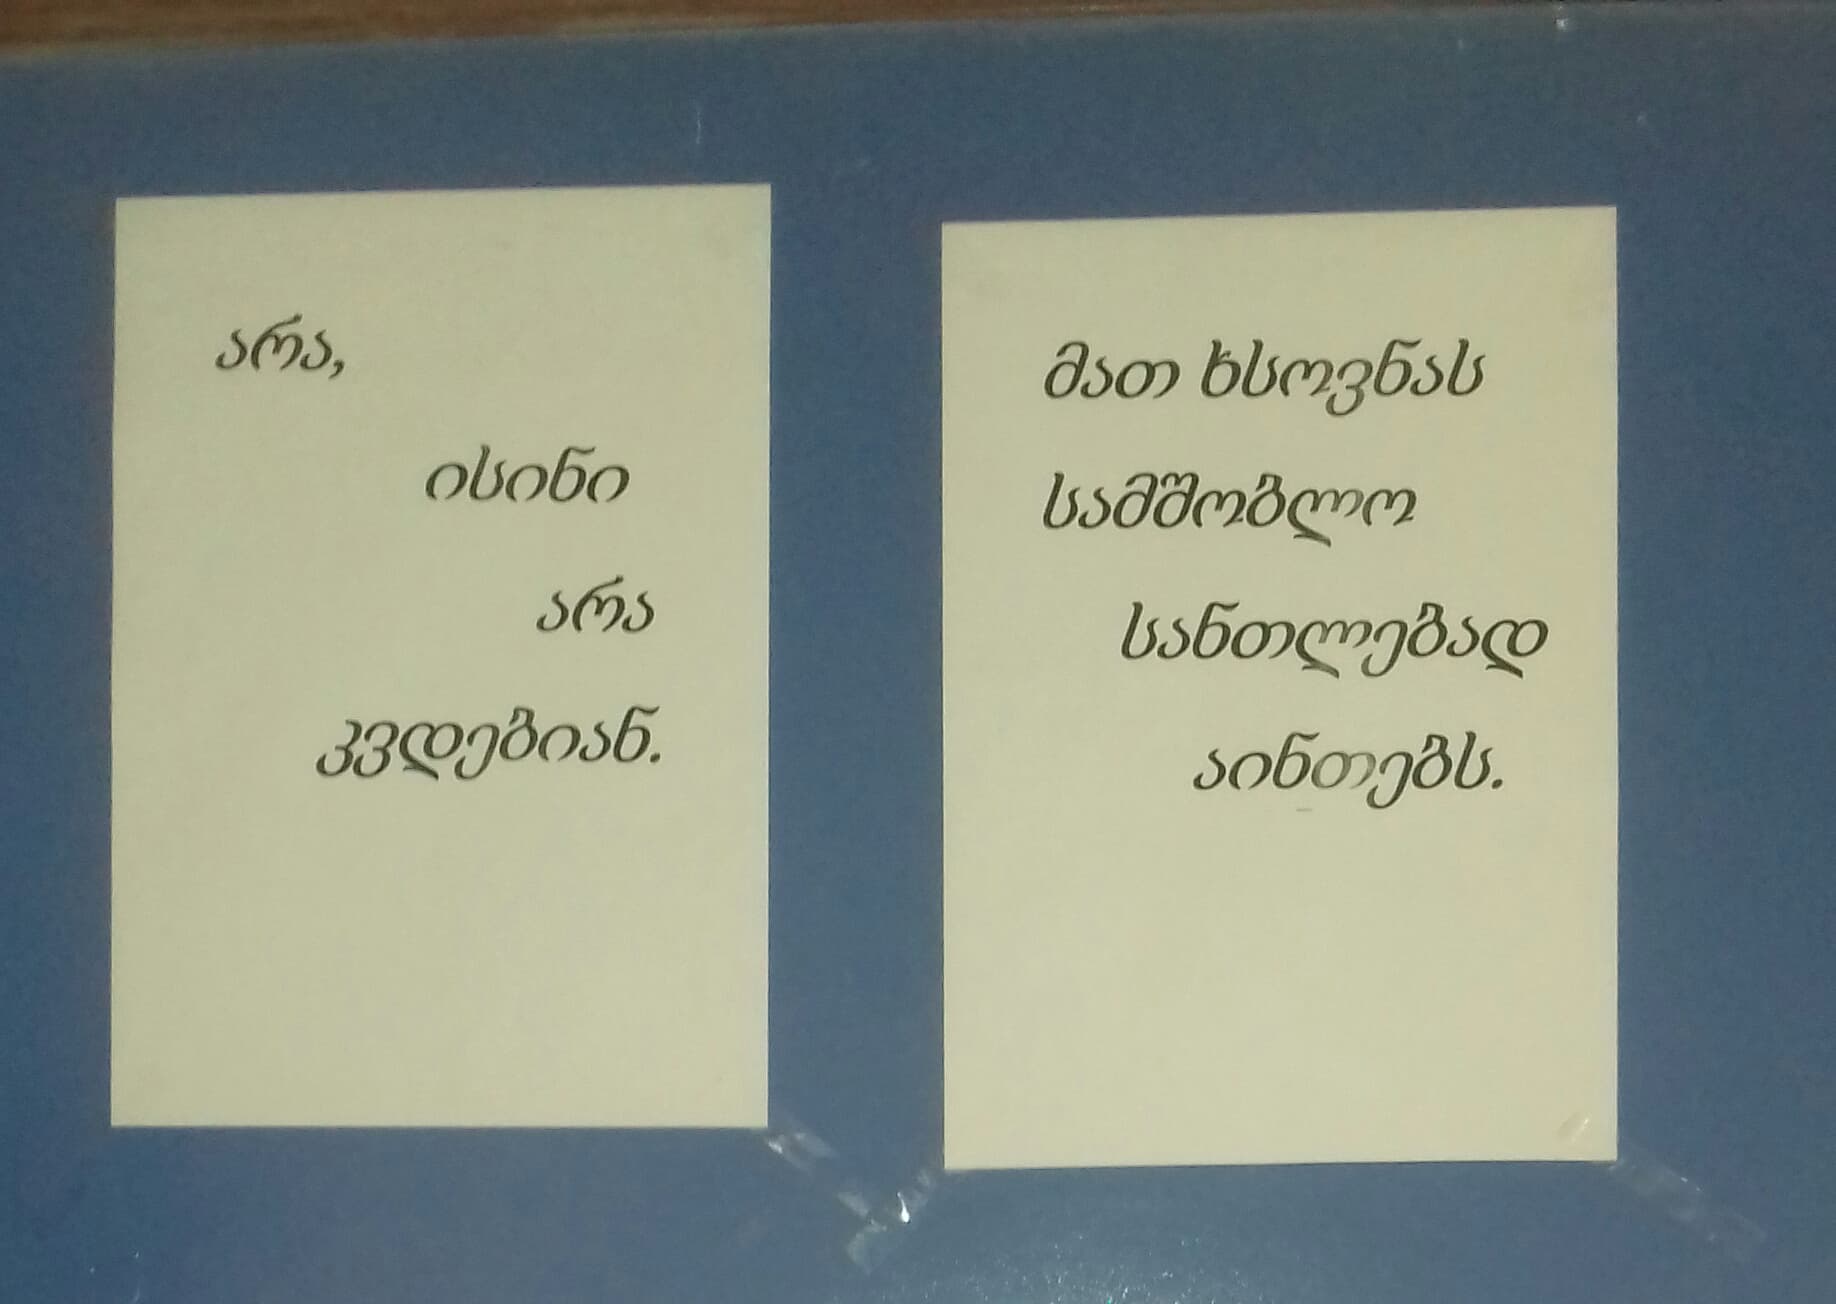 არა,
ისინი
არა
კვდებიან.
მათ ხსოვნას
სამშობლო
სანთლებად
აინთებს.